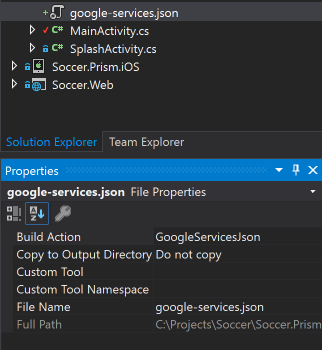 google-services.json
C# MainActivity.cs
C# SplashActivity.cs
Soccer.Prism.iOS
Soccer.Web
Solution Explorer Team Explorer
Properties
google-services.json File Properties
Build Action GoogleServicesJson
Copy to Output Directory Do not copy
Custom Tool
Custom Tool Namespace
File Name google-services.json
Full Path C:\Projects\Soccer\Soccer.Prism